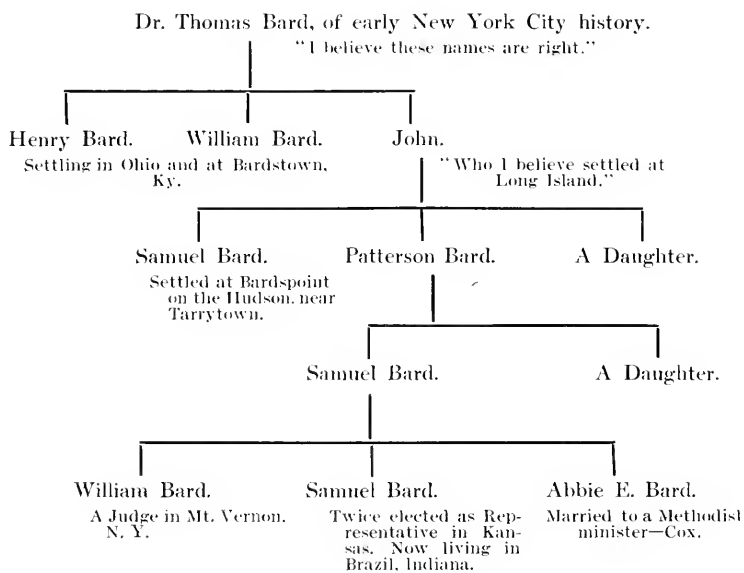 Dr. Thomas Bard, of early New York City history.
"I believe these names are right."
Henry Bard. William Bard. John.
Settling in Ohio and at Bardstown,
Ky.
"Who I believe settled at
Long Island."
Samuel Bard. Patterson Bard. A Daughter.
Settled at Bardspoint
on the Hudson, near
Tarrytown.
Samuel Bard. A Daughter.
William Bard. Samuel Bard. Abbie E. Bard.
A Judge in Mt. Vernon,
N. Y.
Twice elected as Rep-
resentative in Kan-
sas. Now living in
Brazil, Indiana.
Married to a Methodist
minister—Cox.